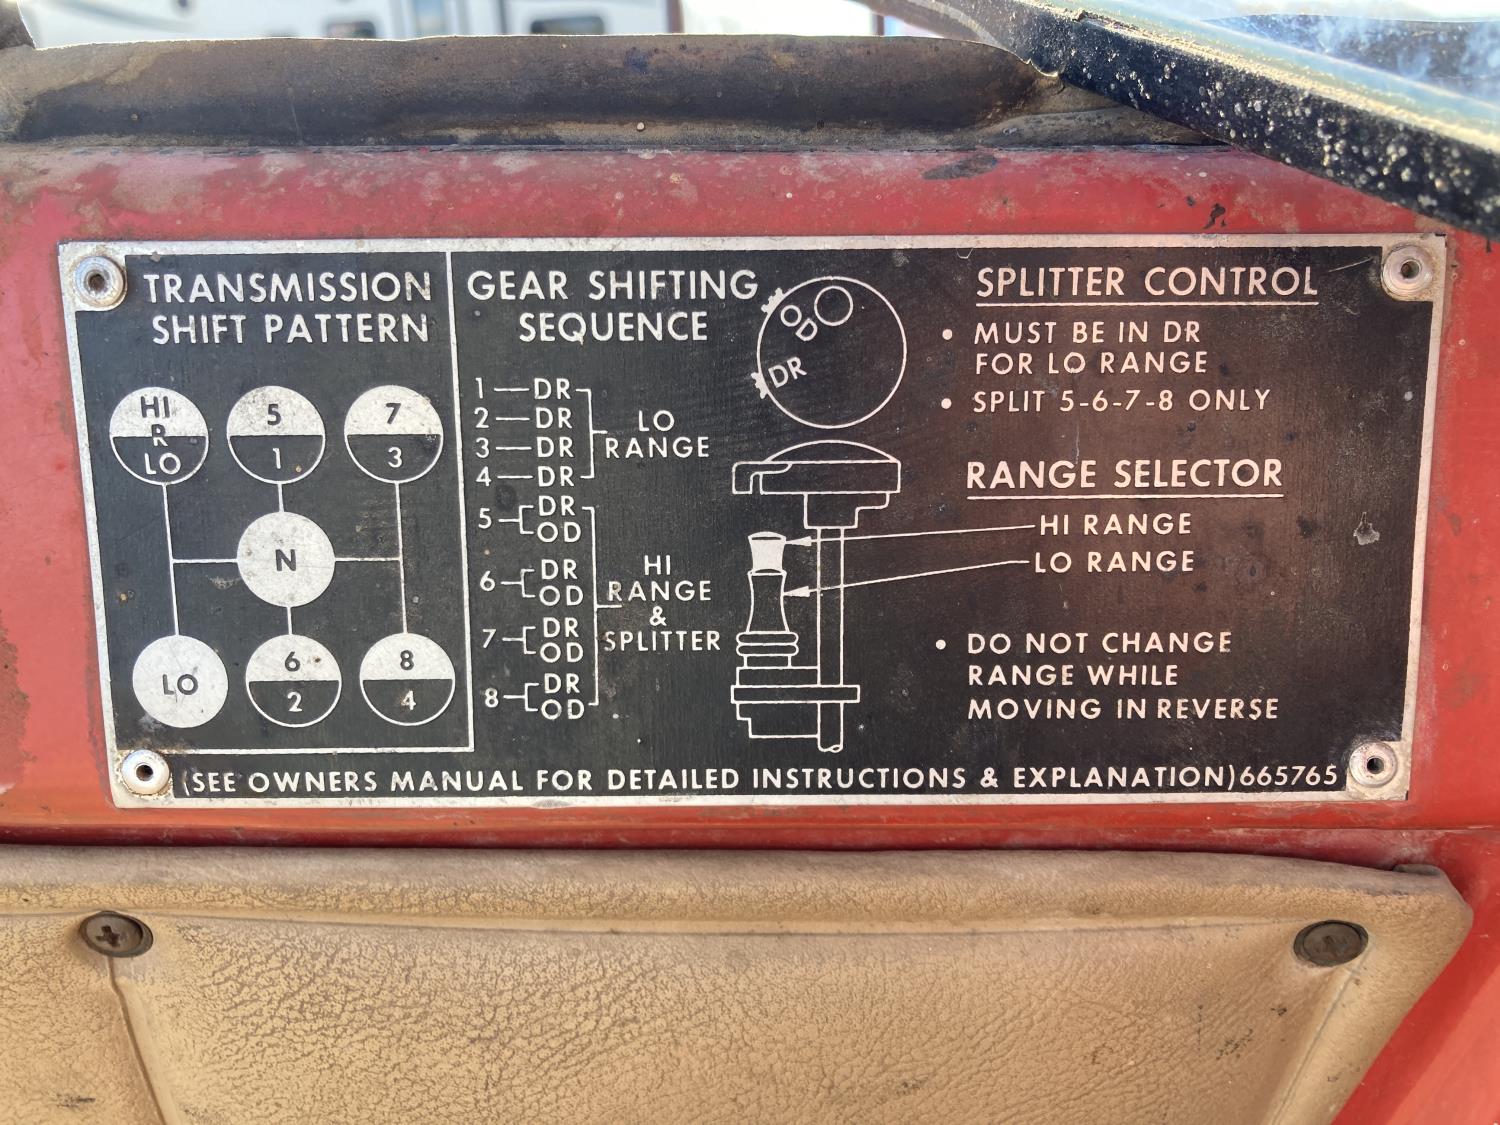 TRANSMISSION
SHIFT PATTERN
HI
R
LO
5
1
7
3
N
LO
6
2
8
4
GEAR SHIFTING
SEQUENCE
1 — DR
2 — DR
3 — DR
4 — DR
LO
RANGE
5 DR
OD
6 DR
OD
7 DR
OD
8 DR
OD
HI
RANGE
&
SPLITTER
OD
DR
SPLITTER CONTROL
• MUST BE IN DR
FOR LO RANGE
• SPLIT 5-6-7-8 ONLY
RANGE SELECTOR
HI RANGE
LO RANGE
• DO NOT CHANGE
RANGE WHILE
MOVING IN REVERSE
(SEE OWNERS MANUAL FOR DETAILED INSTRUCTIONS & EXPLANATION) 665765